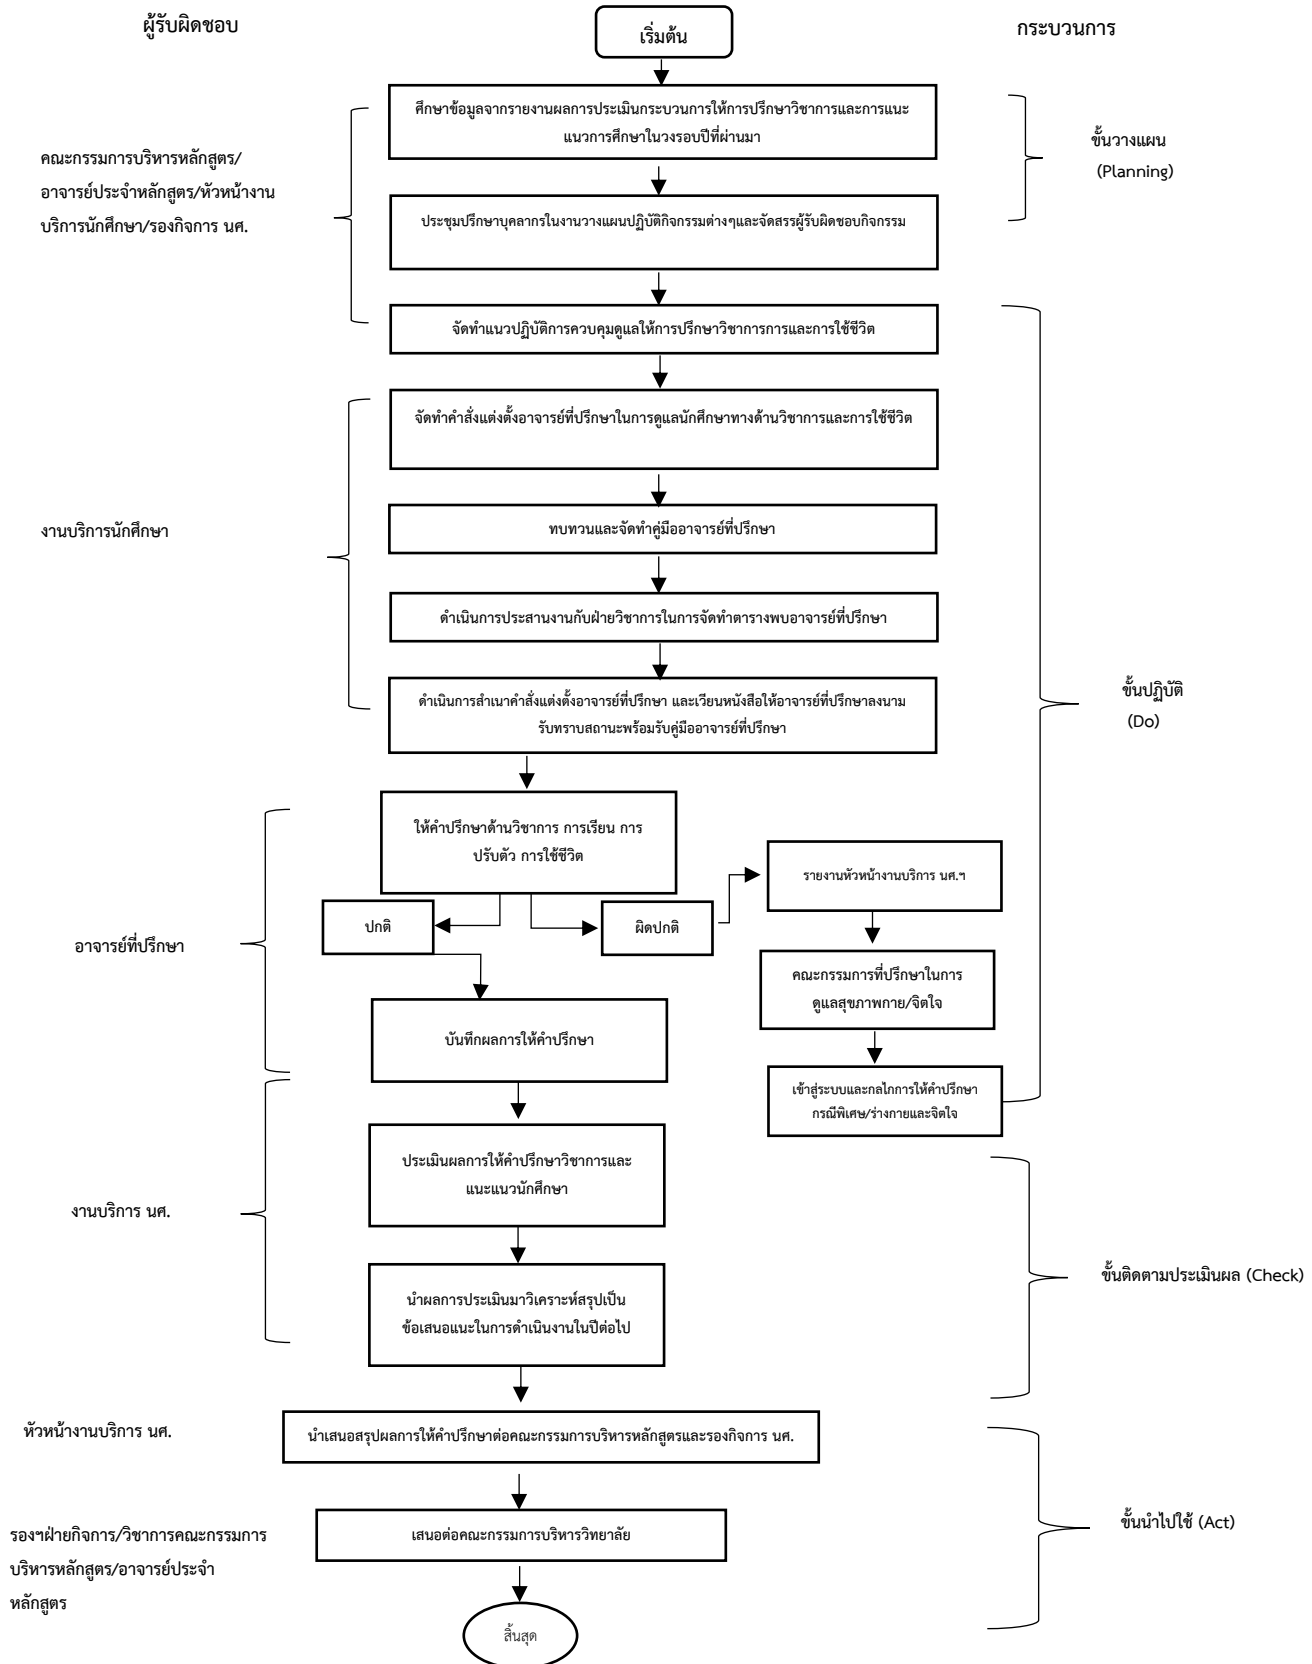 ผู้รับผิดชอบ
เริ่มต้น
กระบวนการ
ศึกษาข้อมูลจากรายงานผลการประเมินกระบวนการให้การปรึกษาวิชาการและการแนะ
แนวการศึกษาในวงรอบปีที่ผ่านมา
ขั้นวางแผน
(Planning)
คณะกรรมการบริหารหลักสูตร/
อาจารย์ประจำหลักสูตร/หัวหน้างาน
บริการนักศึกษา/รองกิจการ นศ.
ประชุมปรึกษาบุคลากรในงานวางแผนปฏิบัติกิจกรรมต่างๆและจัดสรรผู้รับผิดชอบกิจกรรม
จัดทำแนวปฏิบัติการควบคุมดูแลให้การปรึกษาวิชาการการและการใช้ชีวิต
จัดทำคำสั่งแต่งตั้งอาจารย์ที่ปรึกษาในการดูแลนักศึกษาทางด้านวิชาการและการใช้ชีวิต
งานบริการนักศึกษา
ทบทวนและจัดทำคู่มืออาจารย์ที่ปรึกษา
ดำเนินการประสานงานกับฝ่ายวิชาการในการจัดทำตารางพบอาจารย์ที่ปรึกษา
ดำเนินการสำเนาคำสั่งแต่งตั้งอาจารย์ที่ปรึกษา และเวียนหนังสือให้อาจารย์ที่ปรึกษาลงนาม
รับทราบสถานะพร้อมรับคู่มืออาจารย์ที่ปรึกษา
ขั้นปฏิบัติ
(Do)
ให้คำปรึกษาด้านวิชาการ การเรียน การ
ปรับตัว การใช้ชีวิต
รายงานหัวหน้างานบริการ นศ.ฯ
ปกติ
ผิดปกติ
อาจารย์ที่ปรึกษา
คณะกรรมการที่ปรึกษาในการ
ดูแลสุขภาพกาย/จิตใจ
บันทึกผลการให้คำปรึกษา
เข้าสู่ระบบและกลไกการให้คำปรึกษา
กรณีพิเศษ/ร่างกายและจิตใจ
ประเมินผลการให้คำปรึกษาวิชาการและ
แนะแนวนักศึกษา
งานบริการ นศ.
ขั้นติดตามประเมินผล (Check)
นำผลการประเมินมาวิเคราะห์สรุปเป็น
ข้อเสนอแนะในการดำเนินงานในปีต่อไป
หัวหน้างานบริการ นศ.
นำเสนอสรุปผลการให้คำปรึกษาต่อคณะกรรมการบริหารหลักสูตรและรองกิจการ นศ.
ขั้นนำไปใช้ (Act)
รองฯฝ่ายกิจการ/วิชาการคณะกรรมการ
บริหารหลักสูตร/อาจารย์ประจำ
หลักสูตร
เสนอต่อคณะกรรมการบริหารวิทยาลัย
สิ้นสุด